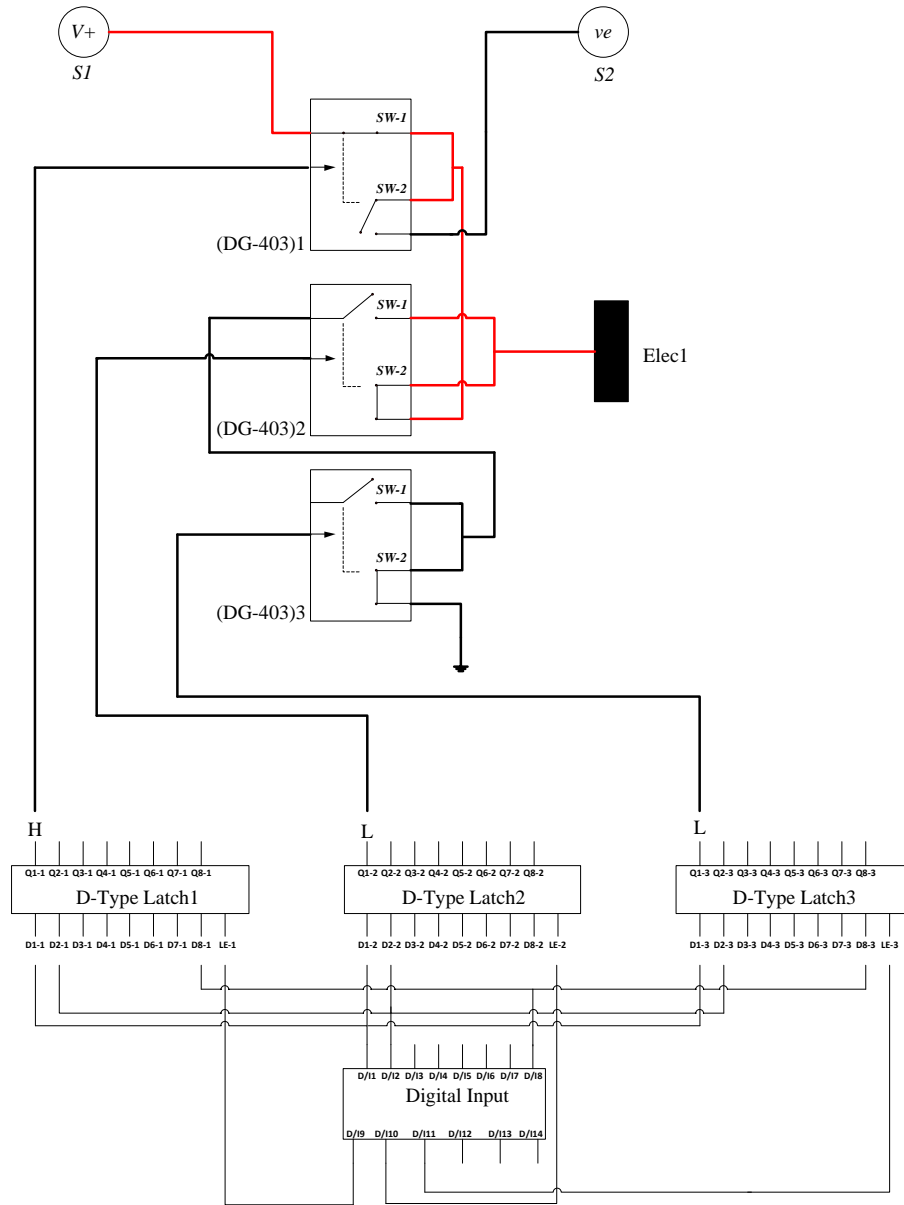 V+
ve
S1
S2
SW-1
SW-2
(DG-403)1
SW-1
SW-2
(DG-403)2
Elec1
SW-1
SW-2
(DG-403)3
H
L
L
Q1-1 Q2-1 Q3-1 Q4-1 Q5-1 Q6-1 Q7-1 Q8-1
D-Type Latch1
D1-1 D2-1 D3-1 D4-1 D5-1 D6-1 D7-1 D8-1 LE-1
Q1-2 Q2-2 Q3-2 Q4-2 Q5-2 Q6-2 Q7-2 Q8-2
D-Type Latch2
D1-2 D2-2 D3-2 D4-2 D5-2 D6-2 D7-2 D8-2 LE-2
Q1-3 Q2-3 Q3-3 Q4-3 Q5-3 Q6-3 Q7-3 Q8-3
D-Type Latch3
D1-3 D2-3 D3-3 D4-3 D5-3 D6-3 D7-3 D8-3 LE-3
D/I1 D/I2 D/I3 D/I4 D/I5 D/I6 D/I7 D/I8
Digital Input
D/I9 D/I10 D/I11 D/I12 D/I13 D/I14